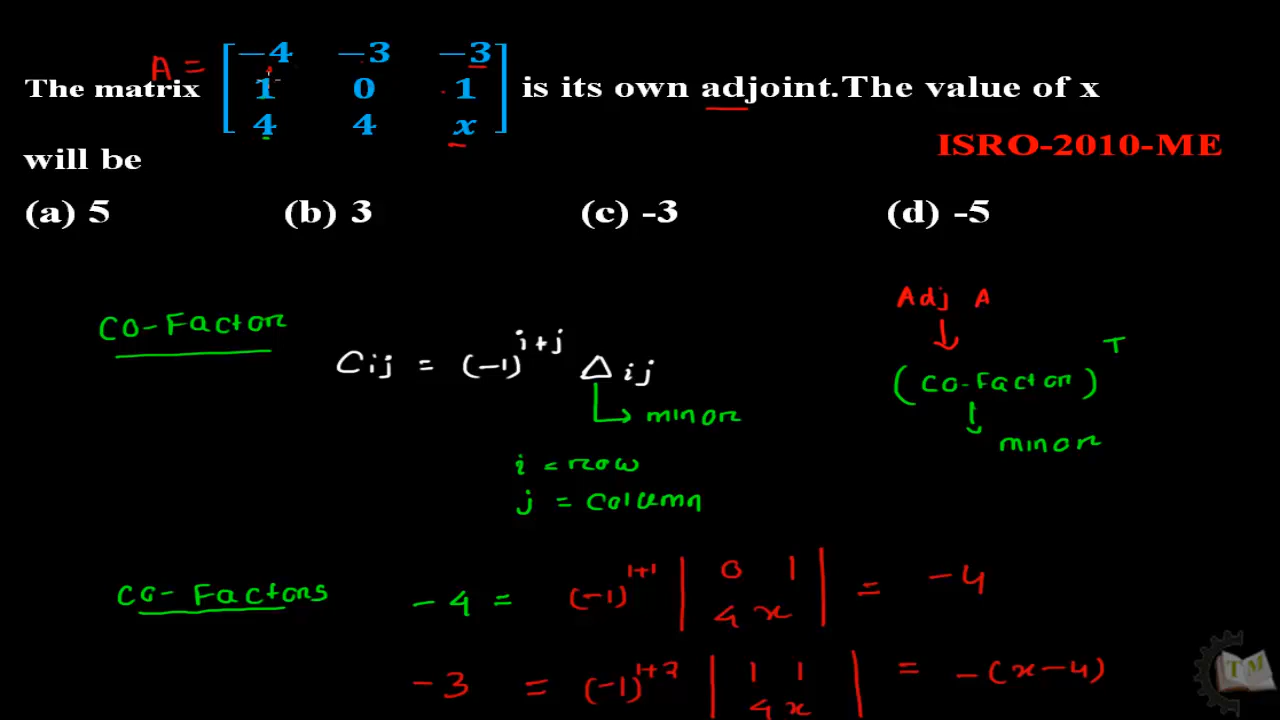 A =
-4 -3 -3
The matrix 1 0 1 is its own adjoint.The value of x
4 4 x
will be
ISRO-2010-ME
(a) 5 (b) 3 (c) -3 (d) -5
Co-Factor
Cij = (-1)^i+j Δij
minor
i = row
j = column
Adj A
(Co-Factor)^T
minor
Co-Factors
-4 = (-1)^1+1 | 0 1 | = -4
4 x
-3 = (-1) | 1 1 | = -(x-4)
4 x
TM